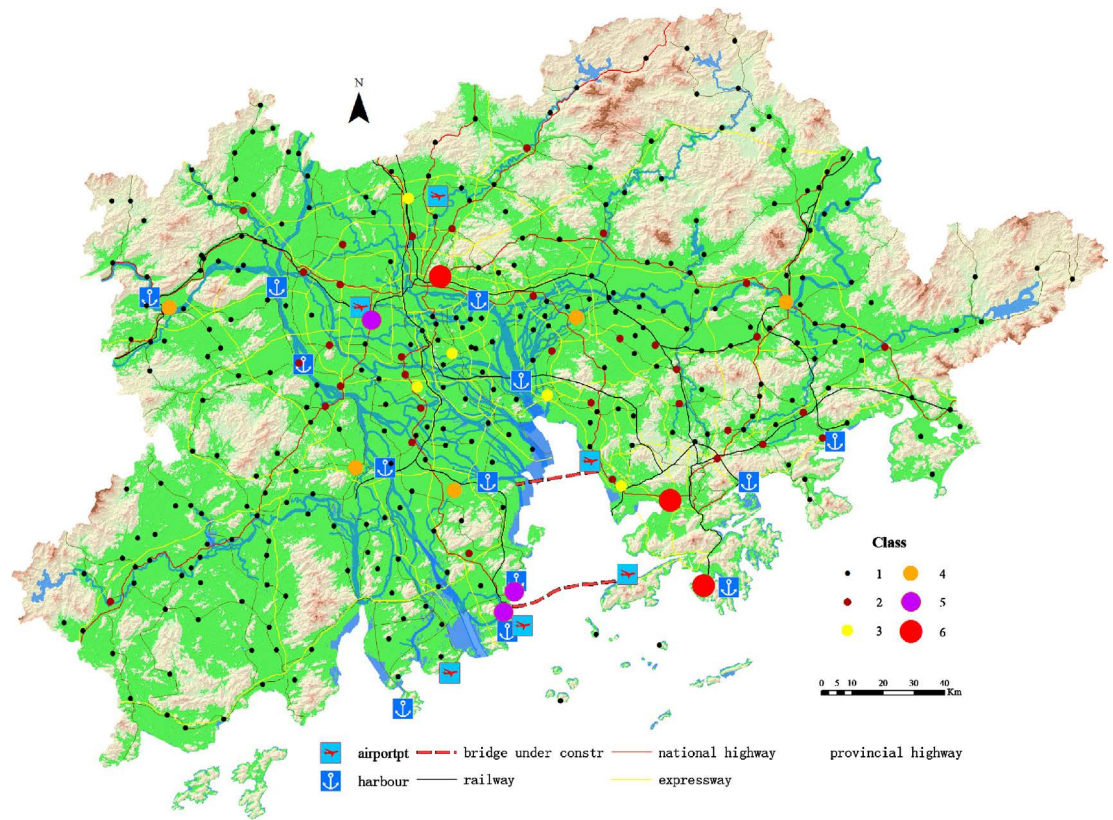 N
Class
1 4
2 5
3 6
0 5 10 20 30 40
Km
airportpt bridge under constr national highway provincial highway
harbour railway expressway